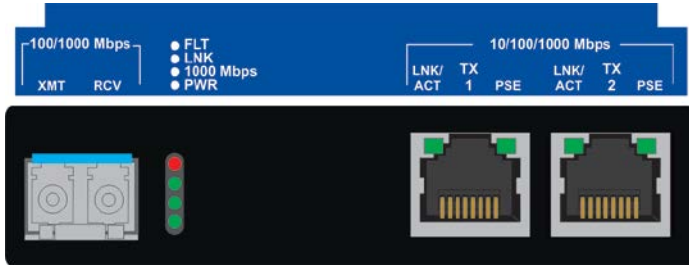 100/1000 Mbps
XMT RCV
FLT
LNK
1000 Mbps
PWR
10/100/1000 Mbps
LNK/ TX LNK/ TX
ACT 1 PSE ACT 2 PSE